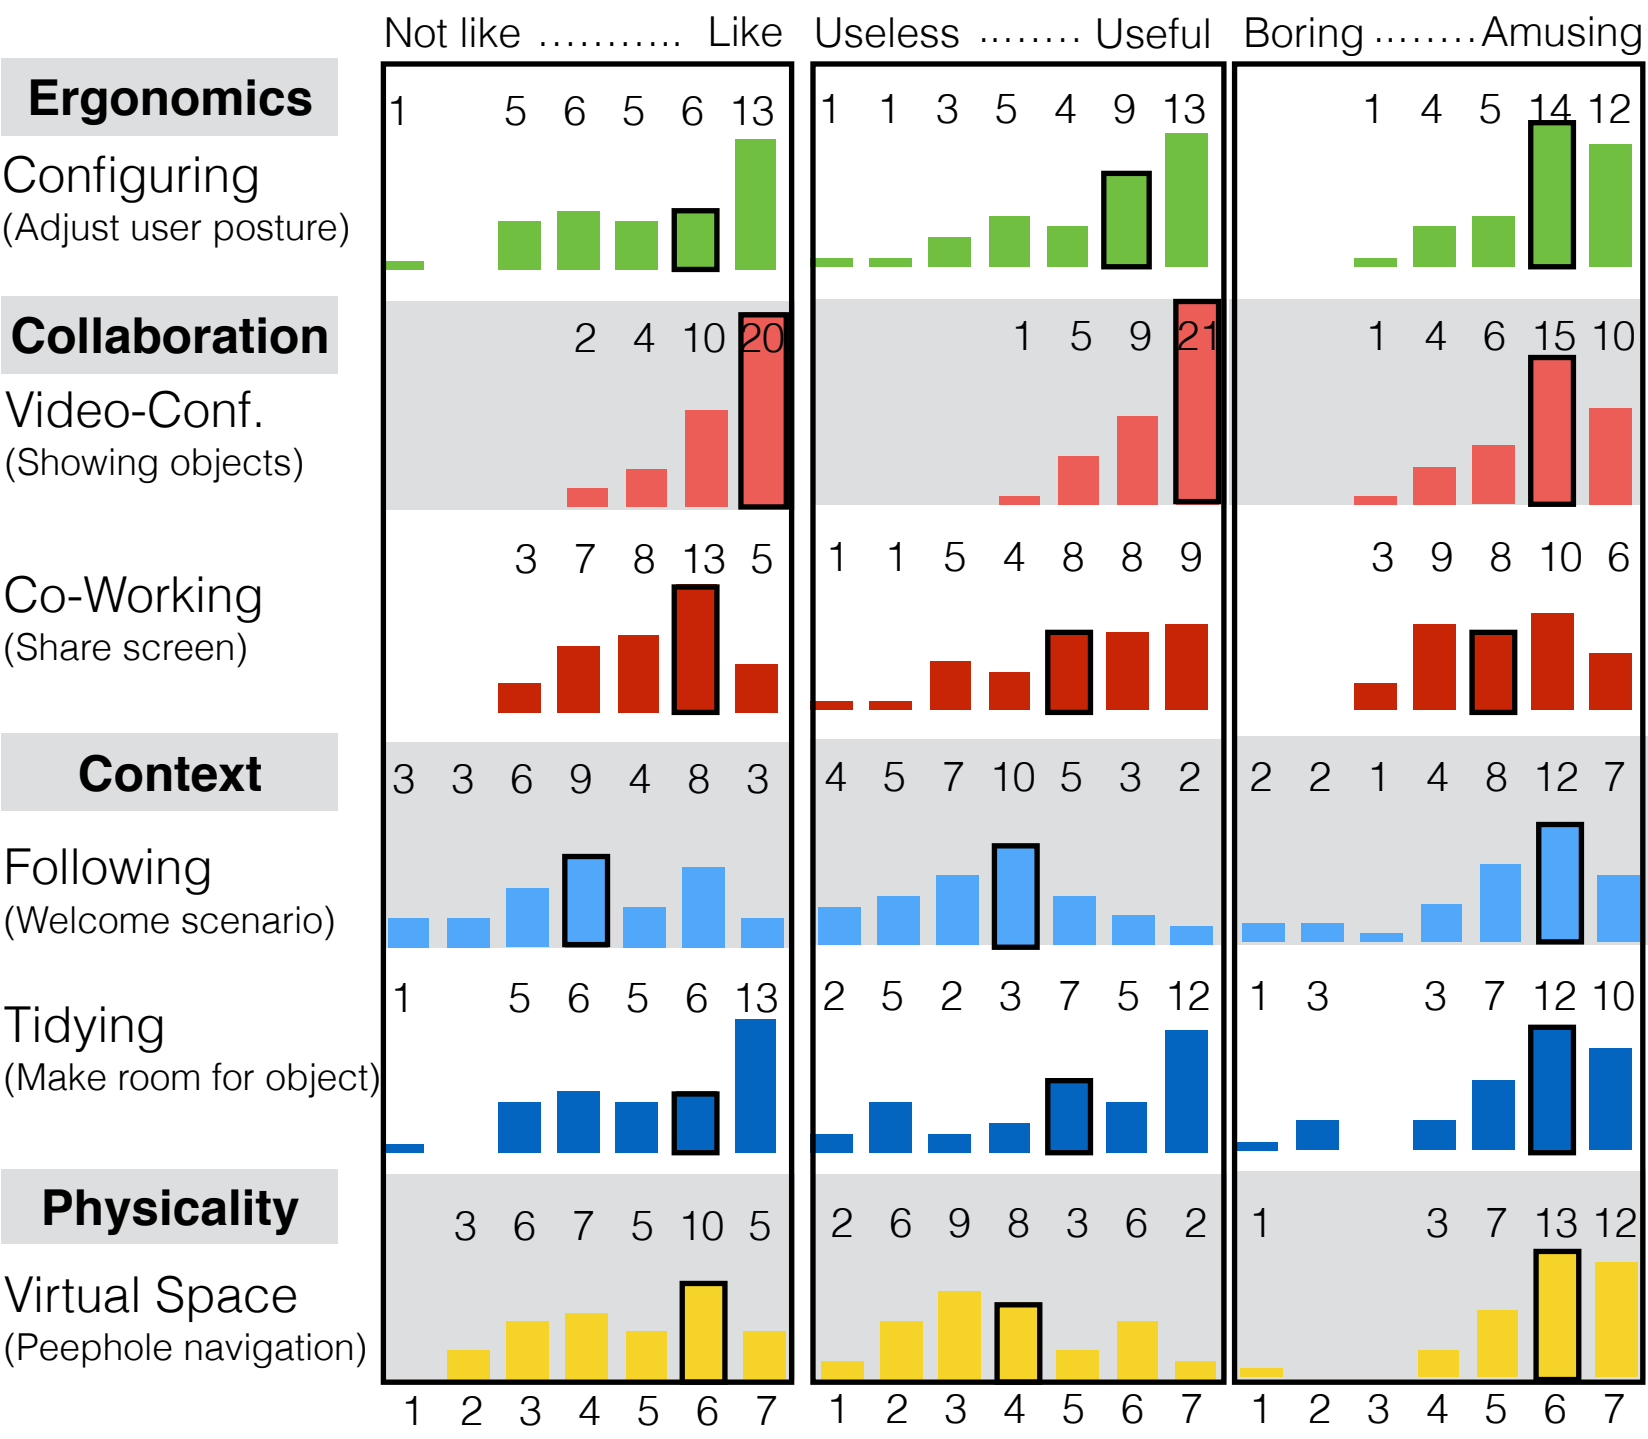 Not like ........... Like Useless ........ Useful Boring ........ Amusing
Ergonomics
1 5 6 5 6 13 1 1 3 5 4 9 13 1 4 5 14 12
Configuring
(Adjust user posture)
Collaboration
2 4 10 20 1 5 9 21 1 4 6 15 10
Video-Conf.
(Showing objects)
3 7 8 13 5 1 1 5 4 8 8 9 3 9 8 10 6
Co-Working
(Share screen)
Context
3 3 6 9 4 8 3 4 5 7 10 5 3 2 2 2 1 4 8 12 7
Following
(Welcome scenario)
1 5 6 5 6 13 2 5 2 3 7 5 12 1 3 3 7 12 10
Tidying
(Make room for object)
Physicality
3 6 7 5 10 5 2 6 9 8 3 6 2 1 3 7 13 12
Virtual Space
(Peephole navigation)
1 2 3 4 5 6 7 1 2 3 4 5 6 7 1 2 3 4 5 6 7